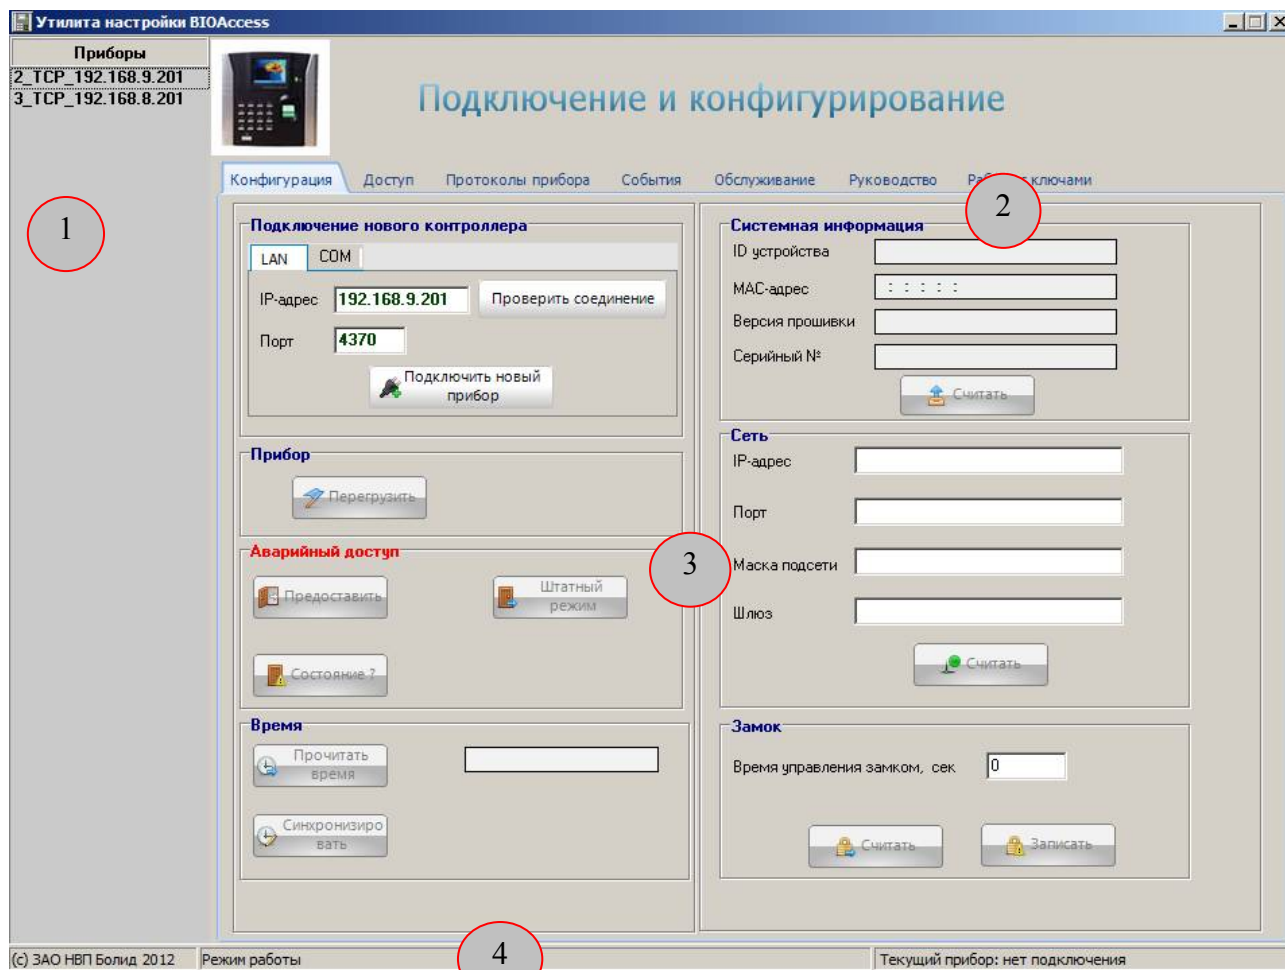 Утилита настройки BIOAccess
Приборы
2_TCP_192.168.9.201
3_TCP_192.168.8.201
Подключение и конфигурирование
Конфигурация Доступ Протоколы прибора События Обслуживание Руководство ключами
1
2
Подключение нового контроллера
LAN COM
IP-адрес 192.168.9.201 Проверить соединение
Порт 4370
Подключить новый
прибор
Прибор
Перегрузить
Аварийный доступ
Предоставить
Штатный
режим
Состояние ?
Время
Прочитать
время
Синхронизиро
вать
3
Системная информация
ID устройства
MAC-адрес : : : : :
Версия прошивки
Серийный №
Считать
Сеть
IP-адрес
Порт
Маска подсети
Шлюз
Считать
Замок
Время управления замком, сек 0
Считать Записать
4
(c) ЗАО НВП Болид 2012 Режим работы Текущий прибор: нет подключения